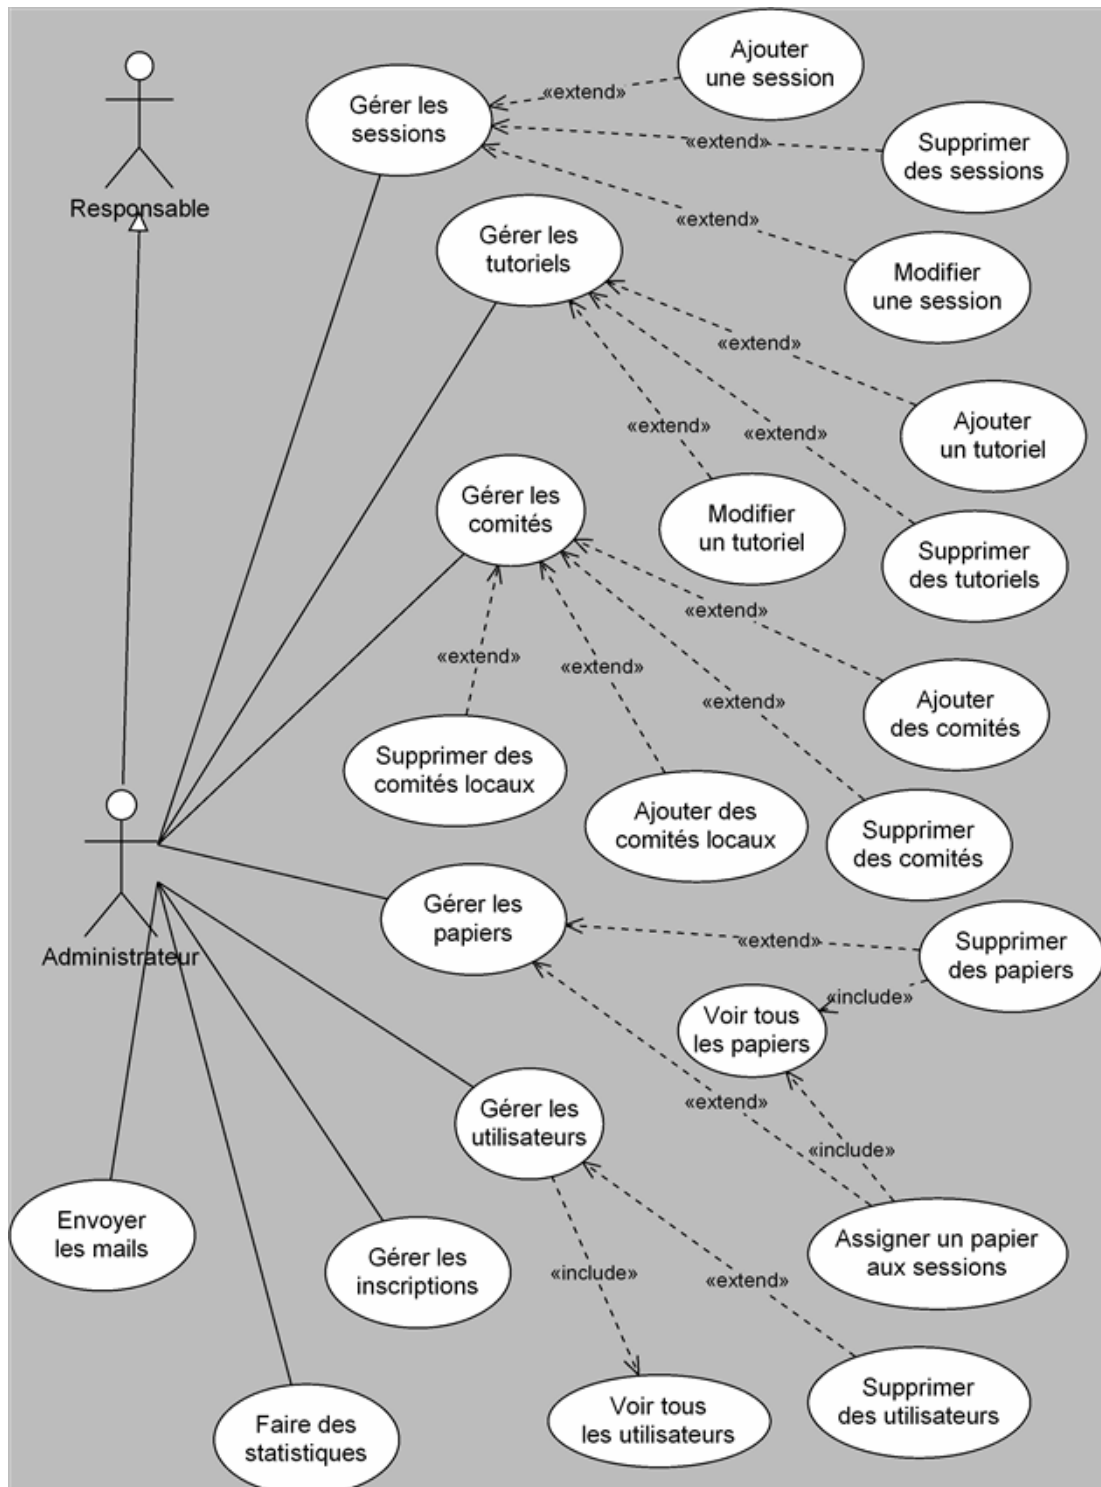 Ajouter
une session
«extend»
Gérer les
sessions
«extend»
Supprimer
des sessions
Responsable
«extend»
Gérer les
tutoriels
Modifier
une session
«extend»
Ajouter
un tutoriel
«extend»
«extend»
Gérer les
comités
Modifier
un tutoriel
Supprimer
des tutoriels
«extend»
«extend»
«extend»
«extend»
Ajouter
des comités
Supprimer des
comités locaux
Ajouter des
comités locaux
Supprimer
des comités
Gérer les
papiers
«extend»
Supprimer
des papiers
Administrateur
«include»
Voir tous
les papiers
«extend»
Gérer les
utilisateurs
«include»
Envoyer
les mails
Assigner un papier
aux sessions
Gérer les
inscriptions
«include»
«extend»
Faire des
statistiques
Voir tous
les utilisateurs
Supprimer
des utilisateurs